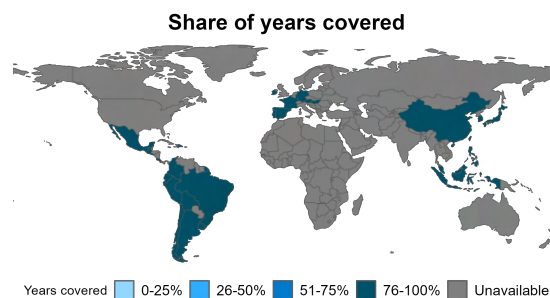 Share of years covered
Years covered 0-25% 26-50% 51-75% 76-100% Unavailable